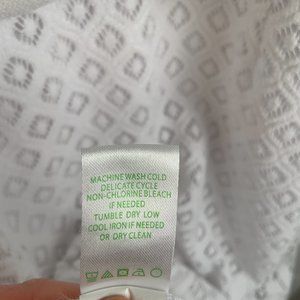 MACHINE WASH COLD
DELICATE CYCLE
NON-CHLORINE BLEACH
IF NEEDED
TUMBLE DRY LOW
COOL IRON IF NEEDED
OR DRY CLEAN